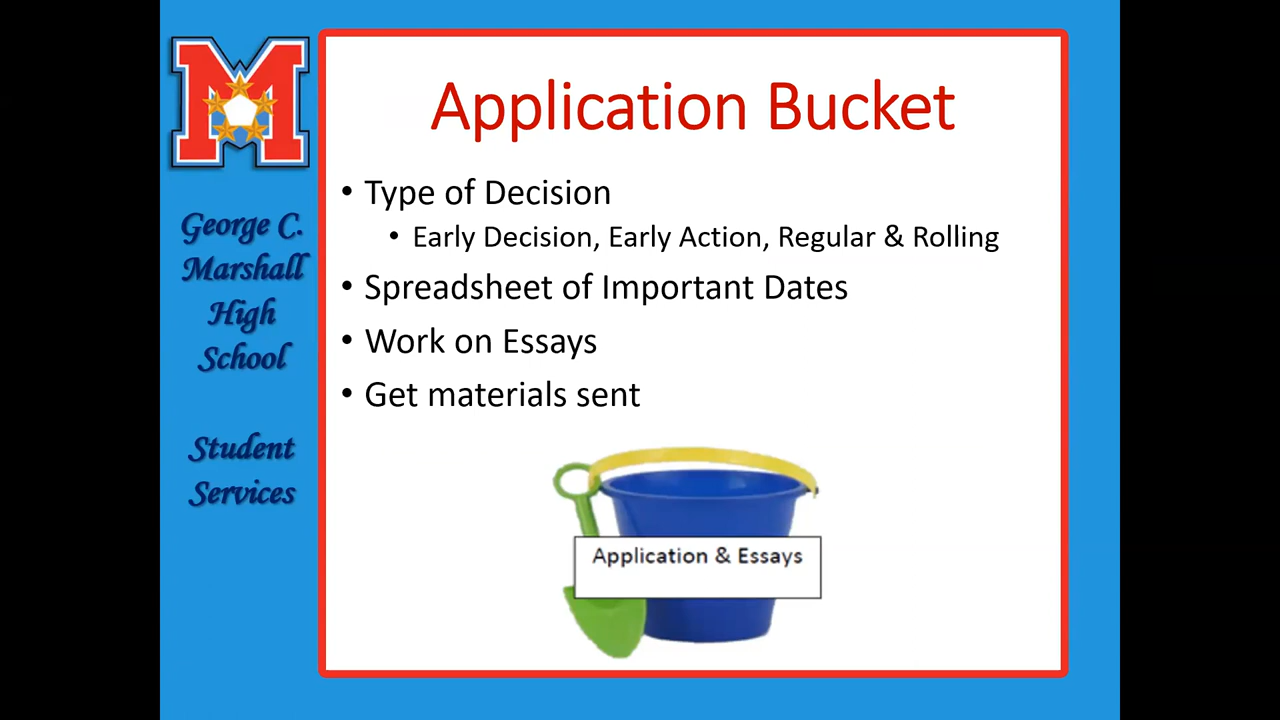 M
George C.
Marshall
High
School
Student
Services
Application Bucket
• Type of Decision
• Early Decision, Early Action, Regular & Rolling
• Spreadsheet of Important Dates
• Work on Essays
• Get materials sent
Application & Essays